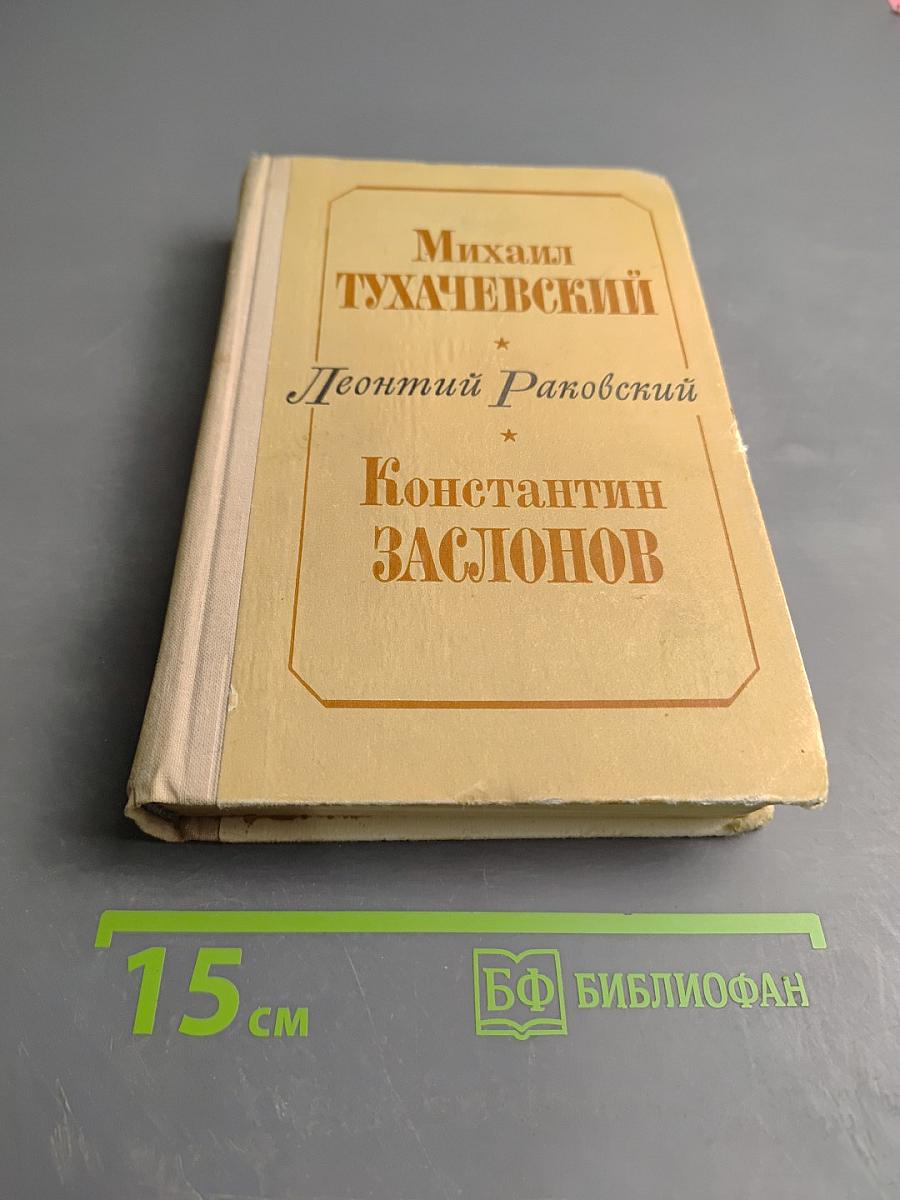 Михаил
ТУХАЧЕВСКИЙ
Леонтий Раковский
Константин
ЗАСЛОНОВ
15 см
БФ БИБЛИОФАН